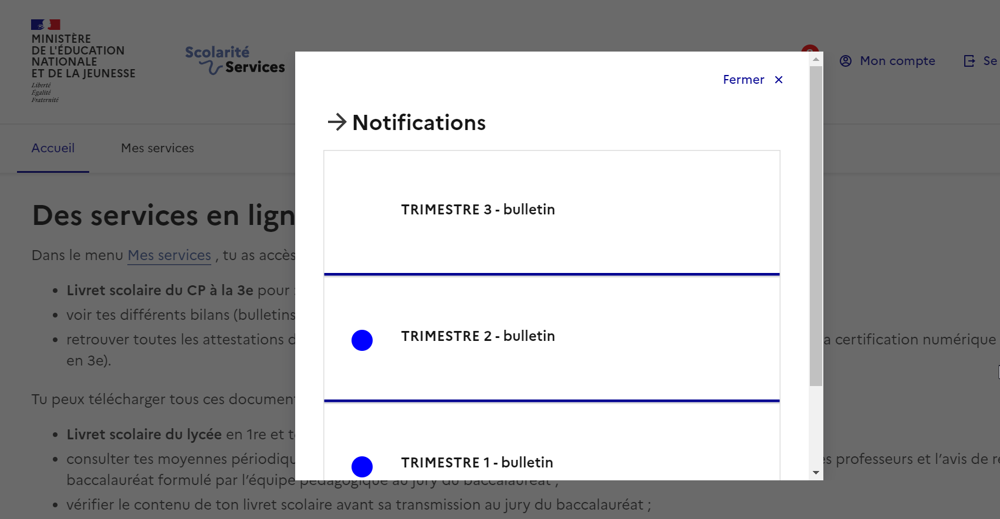 MINISTÈRE
DE L'ÉDUCATION
NATIONALE
ET DE LA JEUNESSE
Liberté
Égalité
Fraternité
Scolarité
Services
Mon compte
Se
Fermer ×
→ Notifications
Accueil
Mes services
TRIMESTRE 3 - bulletin
TRIMESTRE 2 - bulletin
TRIMESTRE 1 - bulletin
Des services en lign
Dans le menu Mes services , tu as accès
• Livret scolaire du CP à la 3e pour
• voir tes différents bilans (bulletins
• retrouver toutes les attestations
a certification numérique
en 3e).
Tu peux télécharger tous ces documen
• Livret scolaire du lycée en 1re et
• consulter tes moyennes
professeurs et l’avis de
baccalauréat formulé par l’équipe pédagogique au jury du baccalauréat ;
• vérifier le contenu de ton livret scolaire avant sa transmission au jury du baccalauréat ;